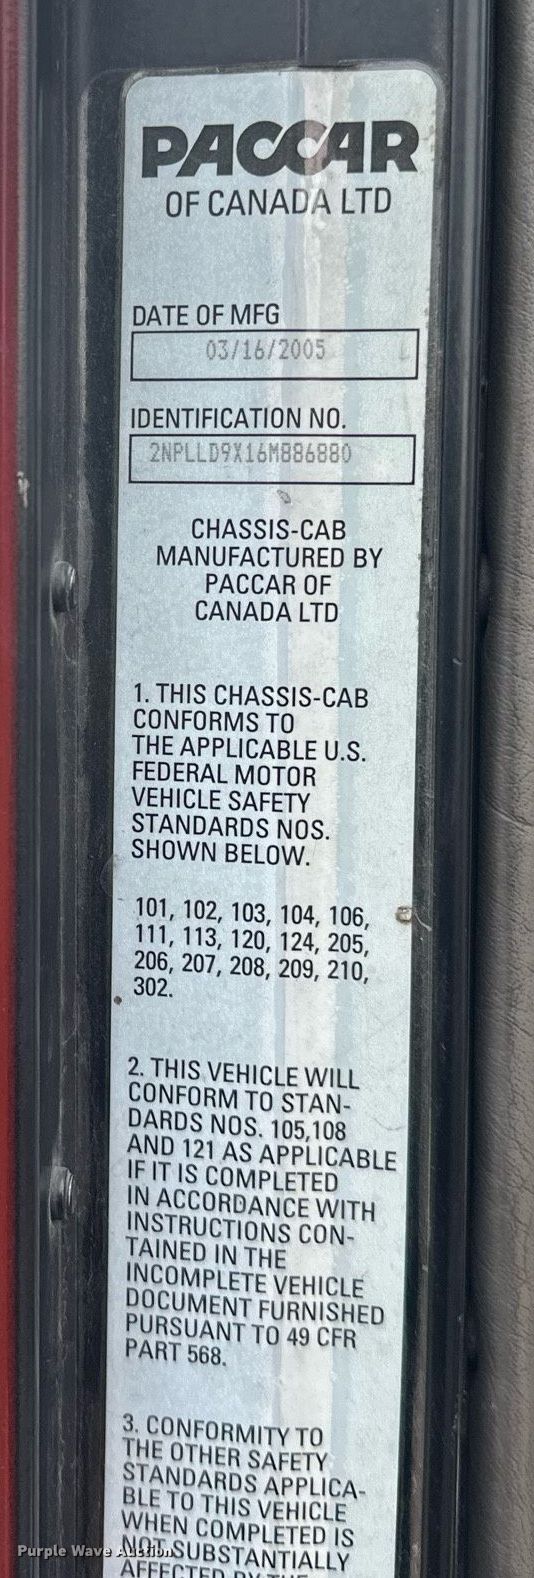 PACCAR
OF CANADA LTD
DATE OF MFG
03/16/2005
IDENTIFICATION NO.
2NPLLD9X16M886880
CHASSIS-CAB
MANUFACTURED BY
PACCAR OF
CANADA LTD
1. THIS CHASSIS-CAB
CONFORMS TO
THE APPLICABLE U.S.
FEDERAL MOTOR
VEHICLE SAFETY
STANDARDS NOS.
SHOWN BELOW.
101, 102, 103, 104, 106,
111, 113, 120, 124, 205,
206, 207, 208, 209, 210,
302.
2. THIS VEHICLE WILL
CONFORM TO STAN-
DARDS NOS. 105,108
AND 121 AS APPLICABLE
IF IT IS COMPLETED
IN ACCORDANCE WITH
INSTRUCTIONS CON-
TAINED IN THE
INCOMPLETE VEHICLE
DOCUMENT FURNISHED
PURSUANT TO 49 CFR
PART 568.
3. CONFORMITY TO
THE OTHER SAFETY
STANDARDS APPLICA-
BLE TO THIS VEHICLE
WHEN COMPLETED IS
NOT SUBSTANTIALLY
AFFECTED BY THE
Purple Wave Auction